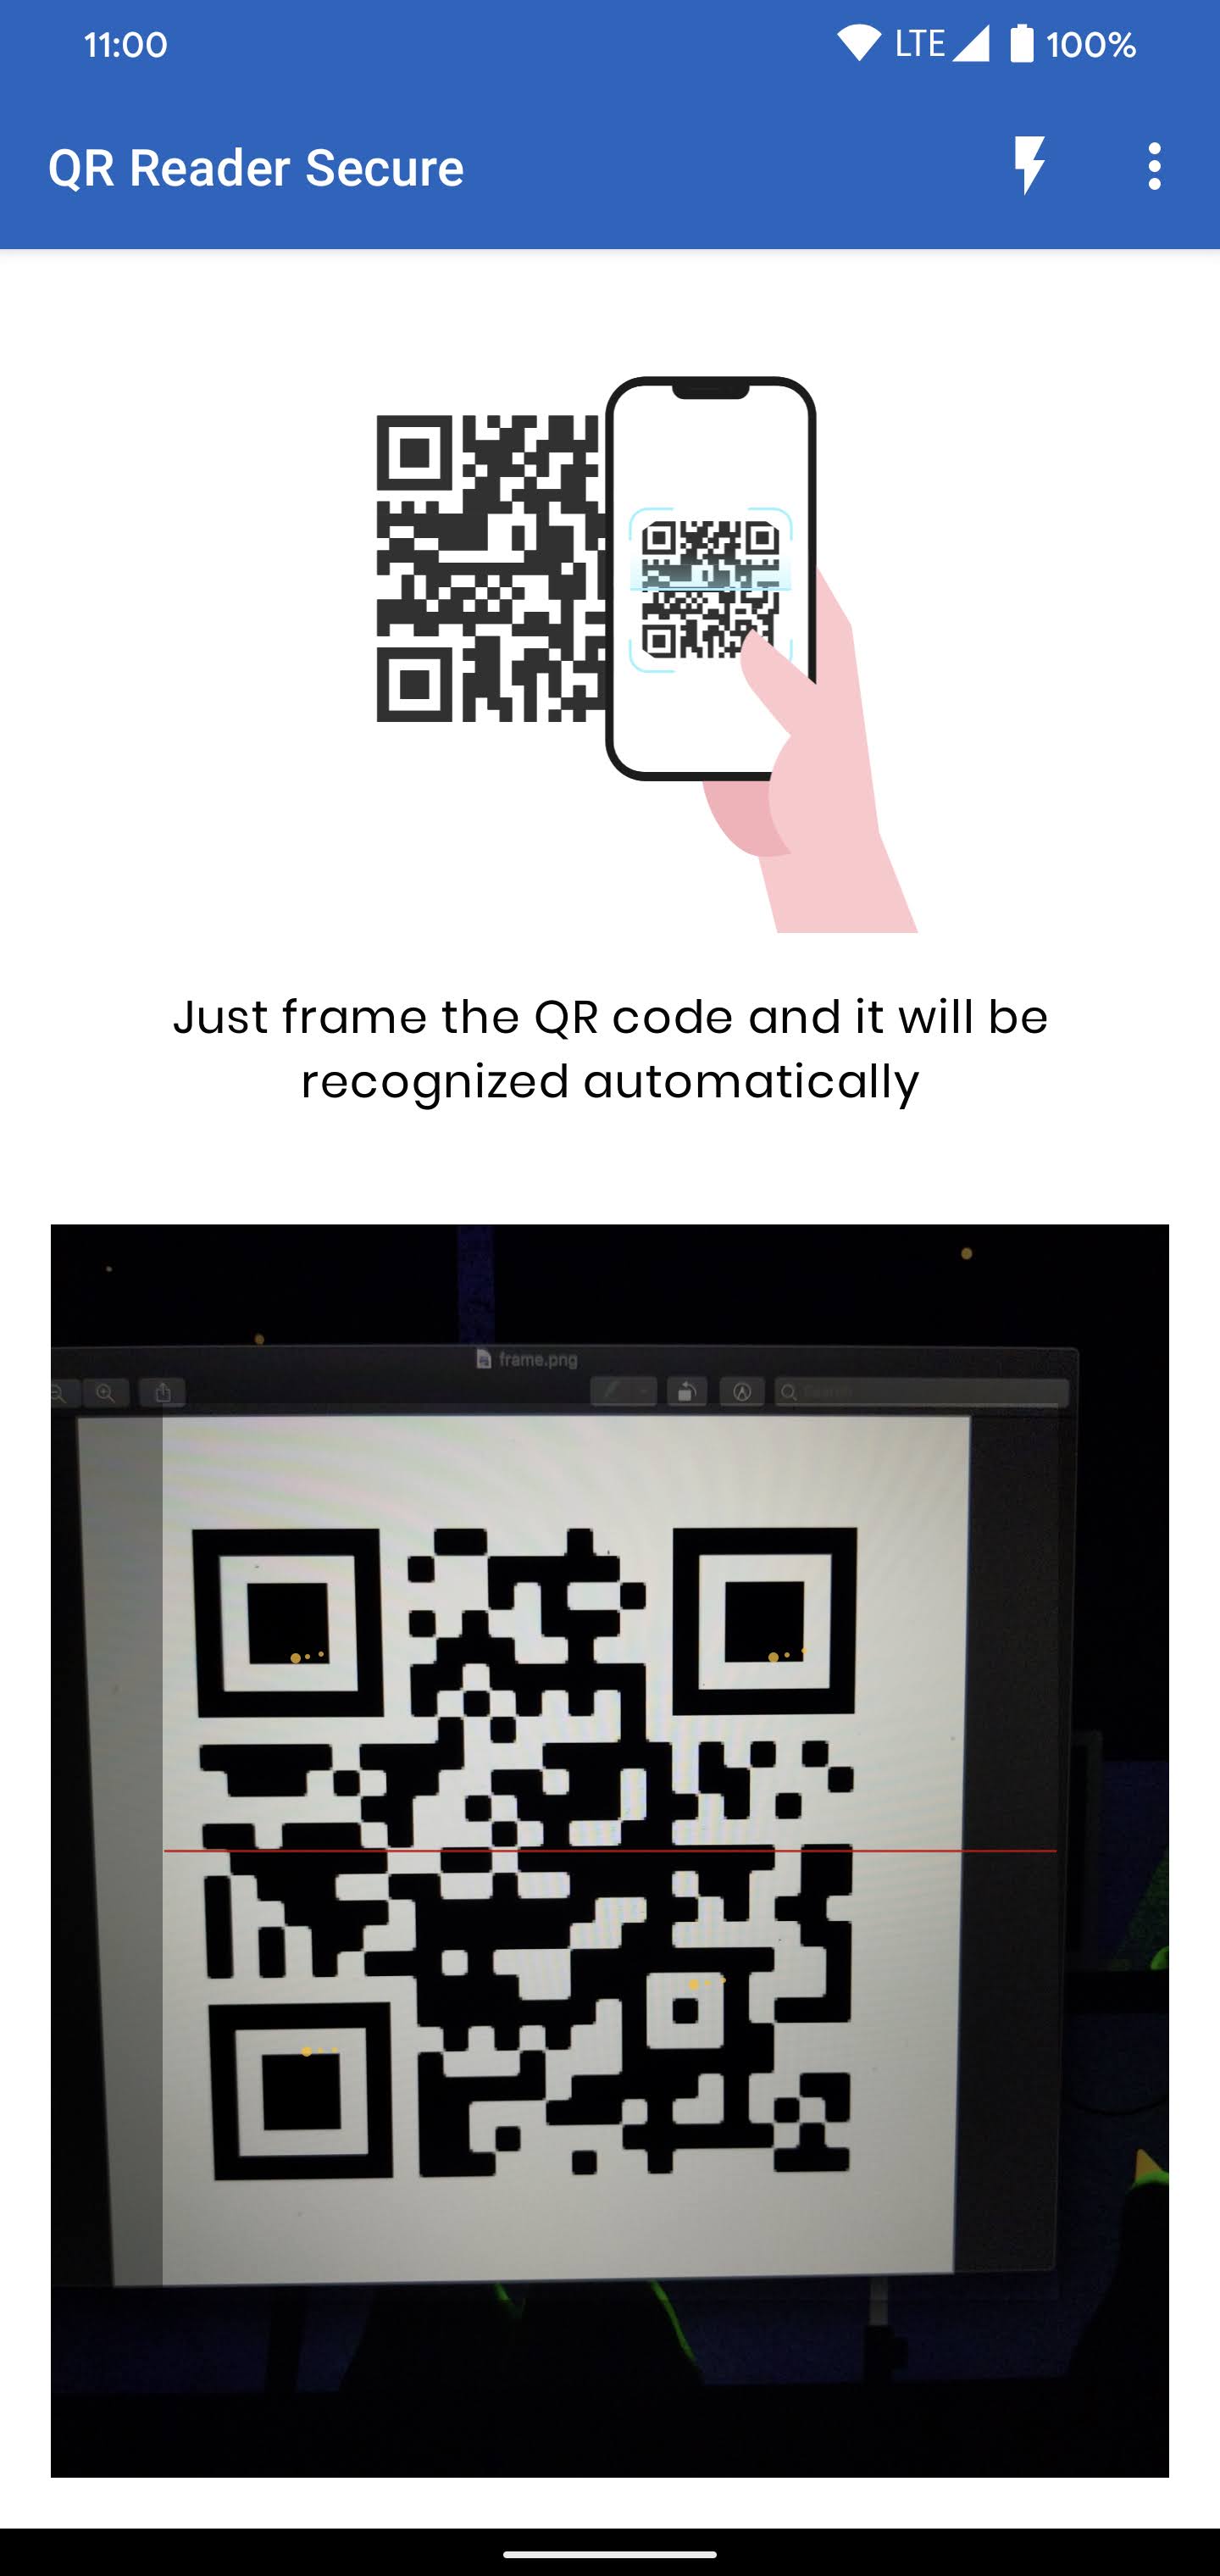 11:00
LTE
100%
QR Reader Secure
Just frame the QR code and it will be
recognized automatically
frame.png
Search